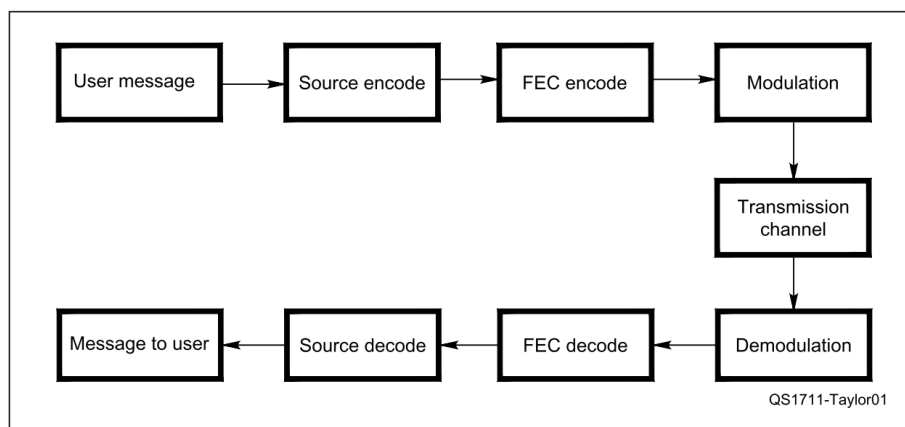 User message
Source encode
FEC encode
Modulation
Transmission
channel
Demodulation
FEC decode
Source decode
Message to user
QS1711-Taylor01